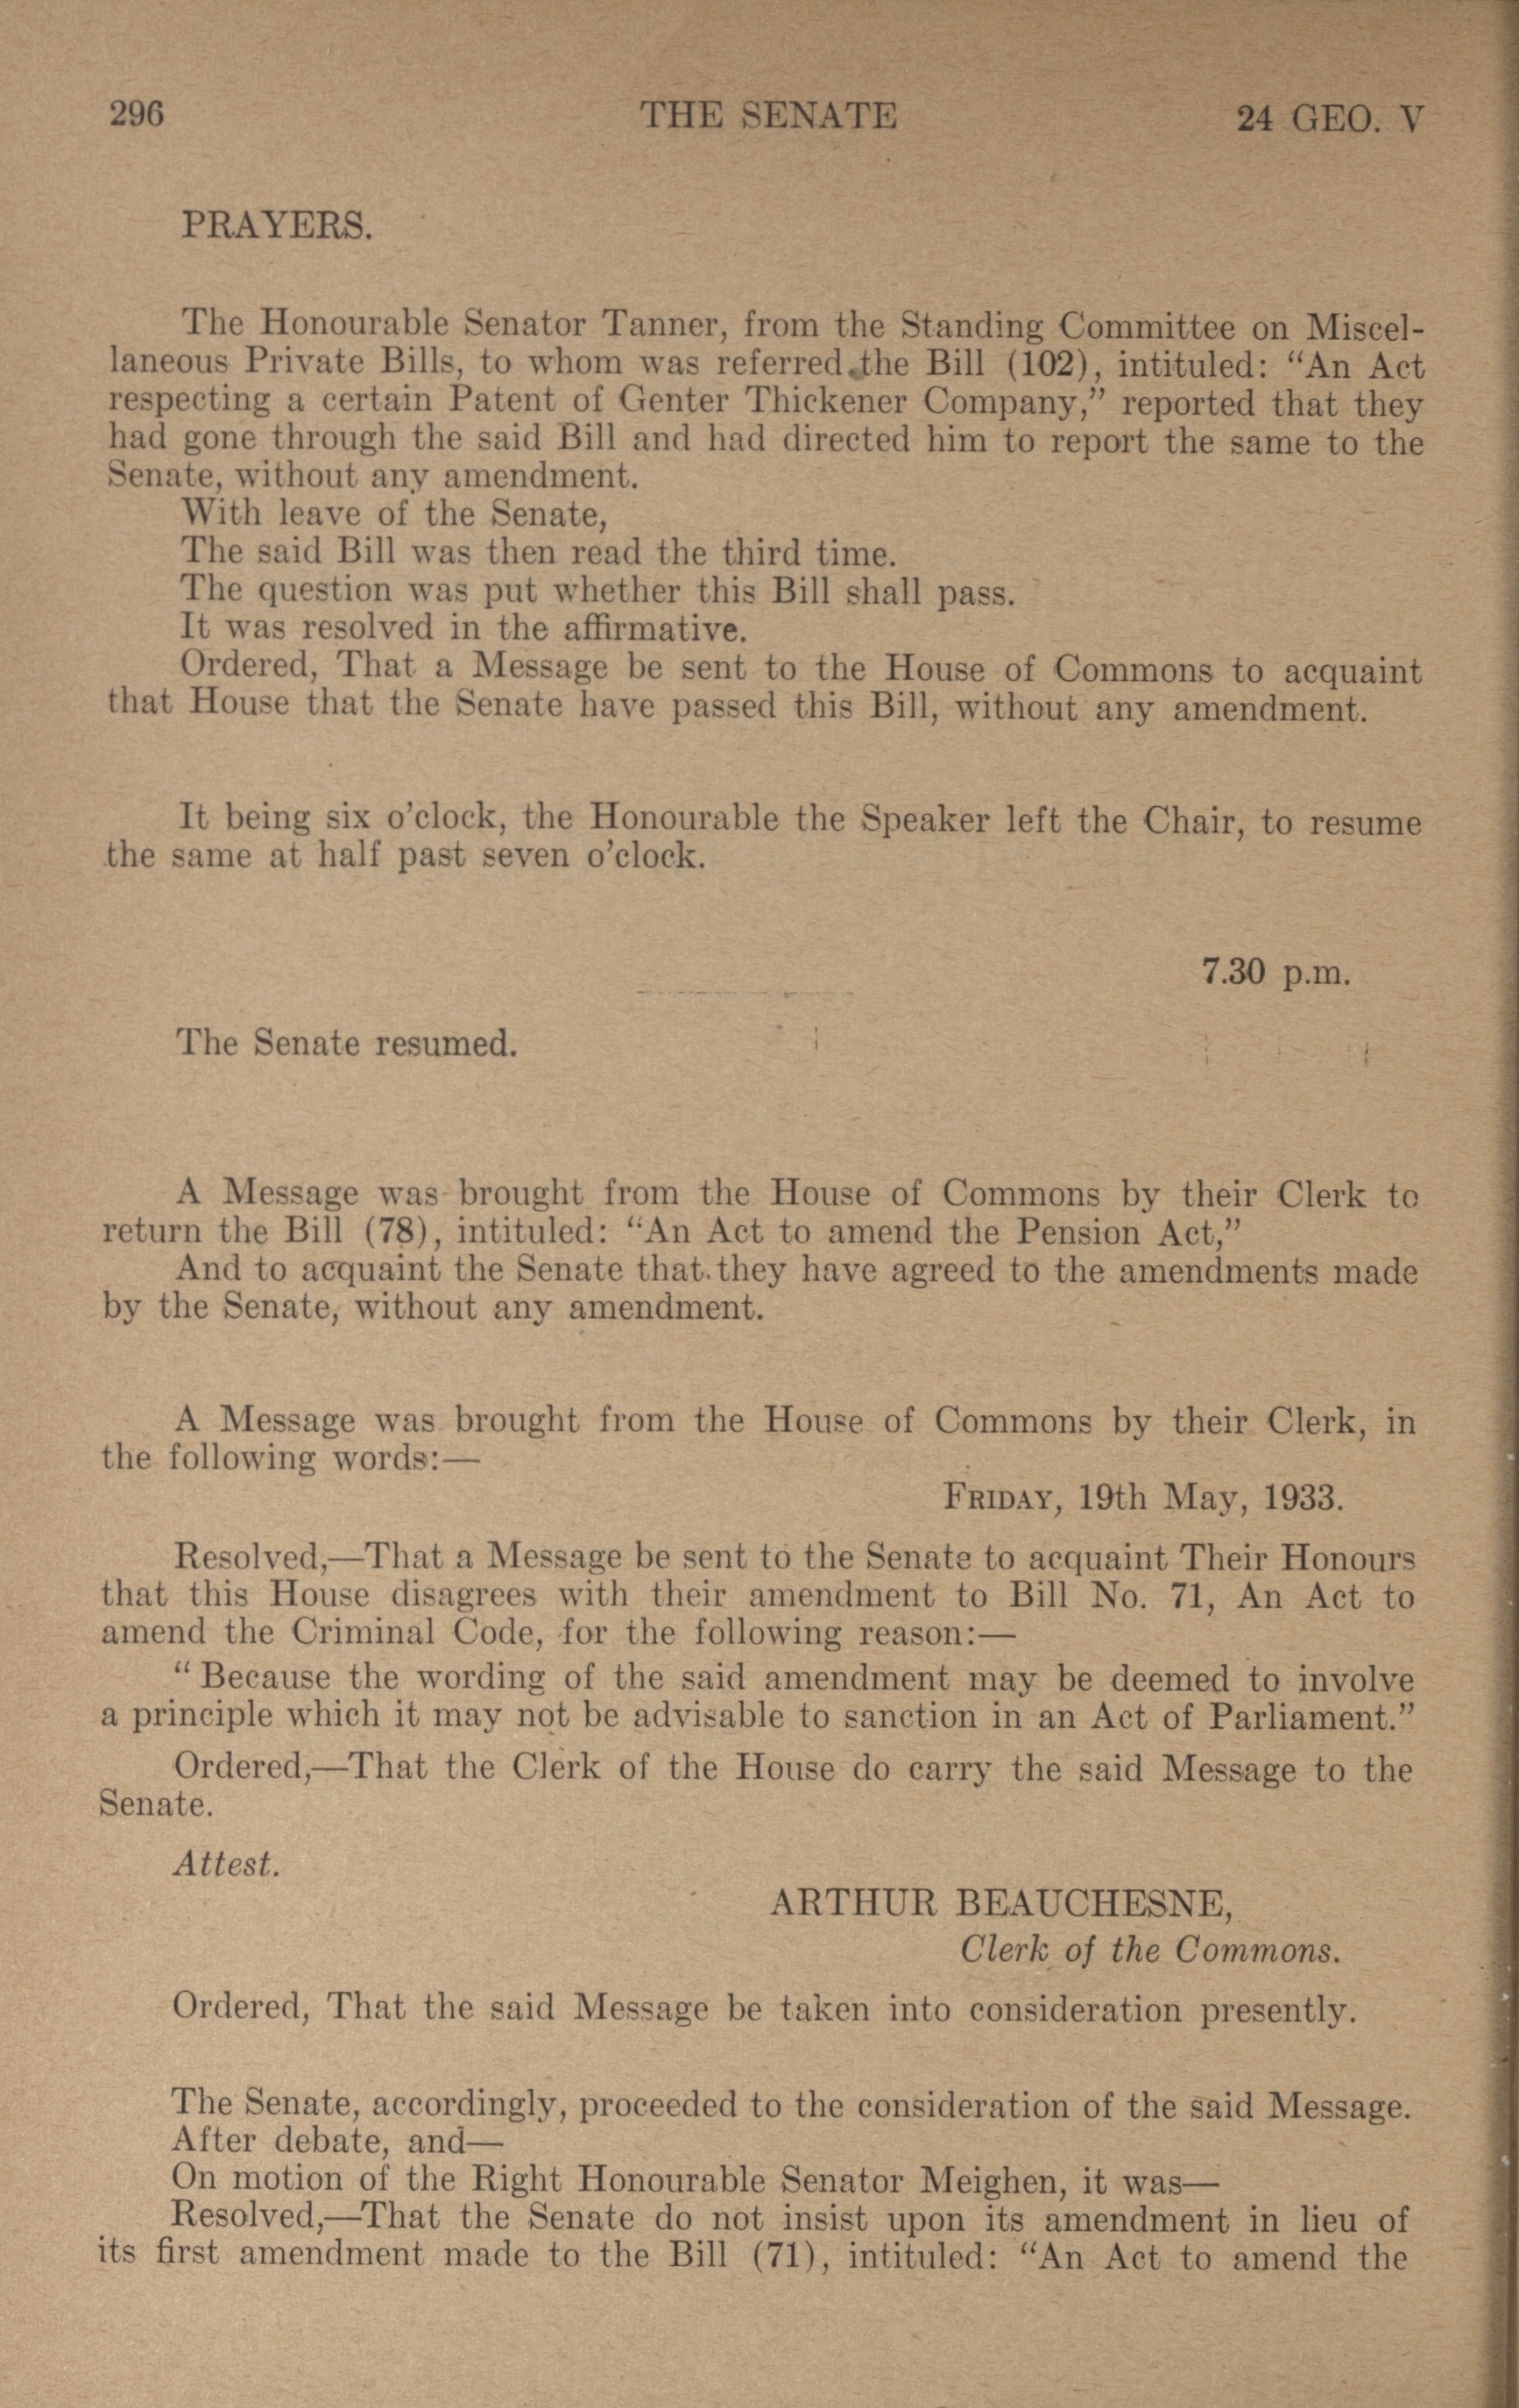 296 THE SENATE 24 GEO. V
PRAYERS.
The Honourable Senator Tanner, from the Standing Committee on Miscel-
laneous Private Bills, to whom was referred the Bill (102), intituled: “An Act
respecting a certain Patent of Genter Thickener Company,” reported that they
had gone through the said Bill and had directed him to report the same to the
Senate, without any amendment.
With leave of the Senate,
The said Bill was then read the third time.
The question was put whether this Bill shall pass.
It was resolved in the affirmative.
Ordered, That a Message be sent to the House of Commons to acquaint
that House that the Senate have passed this Bill, without any amendment.
It being six o’clock, the Honourable the Speaker left the Chair, to resume
the same at half past seven o’clock.
7.30 p.m.
The Senate resumed.
A Message was brought from the House of Commons by their Clerk to
return the Bill (78), intituled: “An Act to amend the Pension Act,”
And to acquaint the Senate that they have agreed to the amendments made
by the Senate, without any amendment.
A Message was brought from the House of Commons by their Clerk, in
the following words:—
FRIDAY, 19th May, 1933.
Resolved,—That a Message be sent to the Senate to acquaint Their Honours
that this House disagrees with their amendment to Bill No. 71, An Act to
amend the Criminal Code, for the following reason:—
“Because the wording of the said amendment may be deemed to involve
a principle which it may not be advisable to sanction in an Act of Parliament.”
Ordered,—That the Clerk of the House do carry the said Message to the
Senate.
Attest.
ARTHUR BEAUCHESNE,
Clerk of the Commons.
Ordered, That the said Message be taken into consideration presently.
The Senate, accordingly, proceeded to the consideration of the said Message.
After debate, and—
On motion of the Right Honourable Senator Meighen, it was—
Resolved,—That the Senate do not insist upon its amendment in lieu of
its first amendment made to the Bill (71), intituled: “An Act to amend the